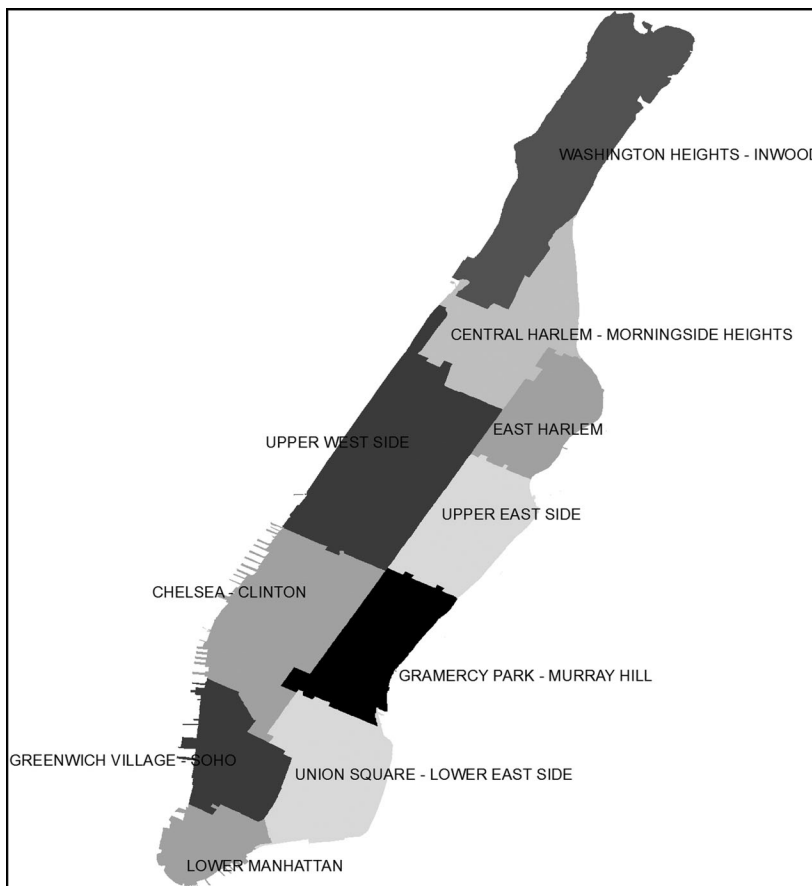 WASHINGTON HEIGHTS - INWOOD
CENTRAL HARLEM - MORNINGSIDE HEIGHTS
EAST HARLEM
UPPER WEST SIDE
UPPER EAST SIDE
CHELSEA - CLINTON
GRAMERCY PARK - MURRAY HILL
GREENWICH VILLAGE - SOHO
UNION SQUARE - LOWER EAST SIDE
LOWER MANHATTAN